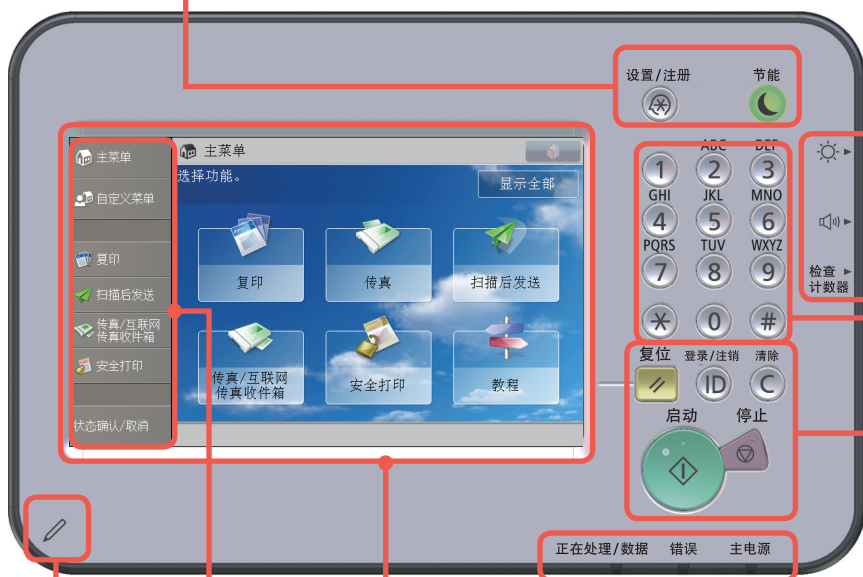 设置/注册 节能
主菜单
自定义菜单
复印
扫描后发送
传真/互联网
传真收件箱
安全打印
状态确认/取消
主菜单
选择功能。
显示全部
复印 传真 扫描后发送
传真/互联网
传真收件箱
安全打印 教程
ABC DEF
1 2 3
GHI JKL MNO
4 5 6
PQRS TUV WXYZ
7 8 9
* 0 #
检查
计数器
复位 登录/注销 清除
ID C
启动 停止
正在处理/数据 错误 主电源